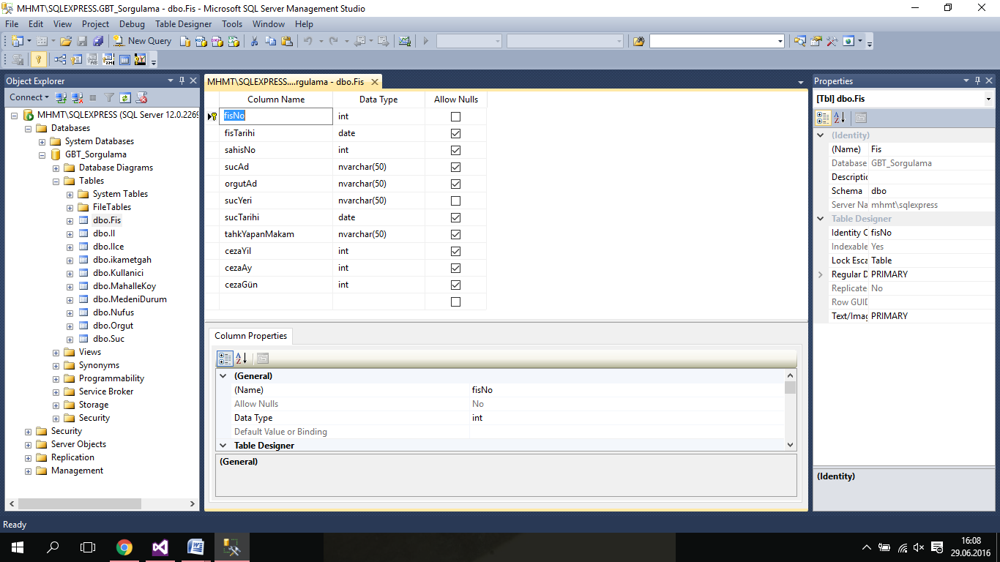 MHMT\SQLEXPRESS.GBT_Sorgulama - dbo.Fis - Microsoft SQL Server Management Studio
File Edit View Project Debug Table Designer Tools Window Help
New Query
Object Explorer
Connect
MHMT\SQLEXPRESS (SQL Server 12.0.2269
Databases
System Databases
GBT_Sorgulama
Database Diagrams
Tables
System Tables
FileTables
dbo.Fis
dbo.Il
dbo.Ilce
dbo.ikametgah
dbo.Kullanici
dbo.MahalleKoy
dbo.MedeniDurum
dbo.Nufus
dbo.Orgut
dbo.Suc
Views
Synonyms
Programmability
Service Broker
Storage
Security
Security
Server Objects
Replication
Management
MHMT\SQLEXPRESS....rgulama - dbo.Fis
Column Name Data Type Allow Nulls
fisNo int
fisTarihi date
sahisNo int
sucAd nvarchar(50)
orgutAd nvarchar(50)
sucYeri nvarchar(50)
sucTarihi date
tahkYapanMakam nvarchar(50)
cezaYil int
cezaAy int
cezaGün int
Column Properties
(General)
(Name) fisNo
Allow Nulls No
Data Type int
Default Value or Binding
Table Designer
(General)
Properties
[Tbl] dbo.Fis
(Identity)
(Name) Fis
Database GBT_Sorgulama
Descriptic
Schema dbo
Server Na mhmt\sqlexpress
Table Designer
Identity C fisNo
Indexable Yes
Lock Esca Table
Regular D PRIMARY
Replicate No
Row GUID
Text/Imag PRIMARY
(Identity)
Ready
16:08
29.06.2016